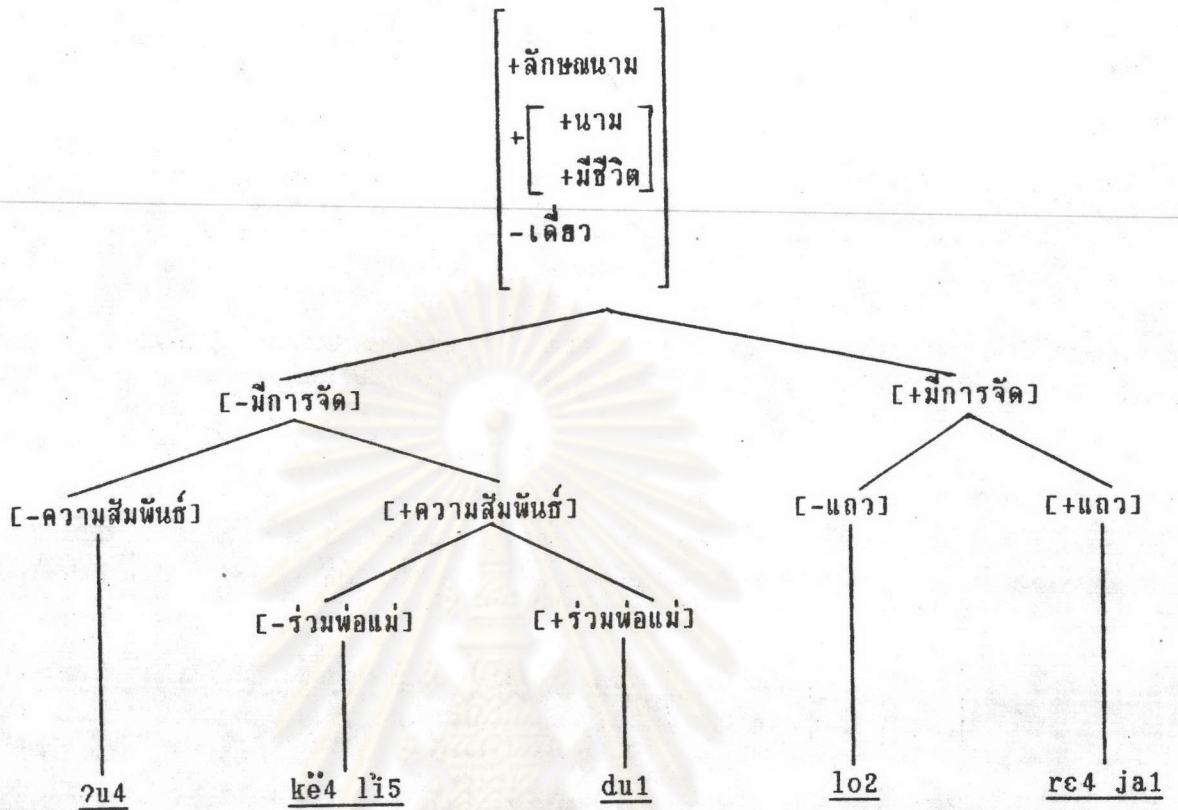 +ลักษณนาม
+[ +นาม
+มีชีวิต ]
-เดี่ยว
[-มีการจัด] [+มีการจัด]
[-ความสัมพันธ์] [+ความสัมพันธ์] [-แถว] [+แถว]
[-ร่วมพ่อแม่] [+ร่วมพ่อแม่]
ʔu4 kë̈4 lï5 du1 lo2 rɛ4 ja1